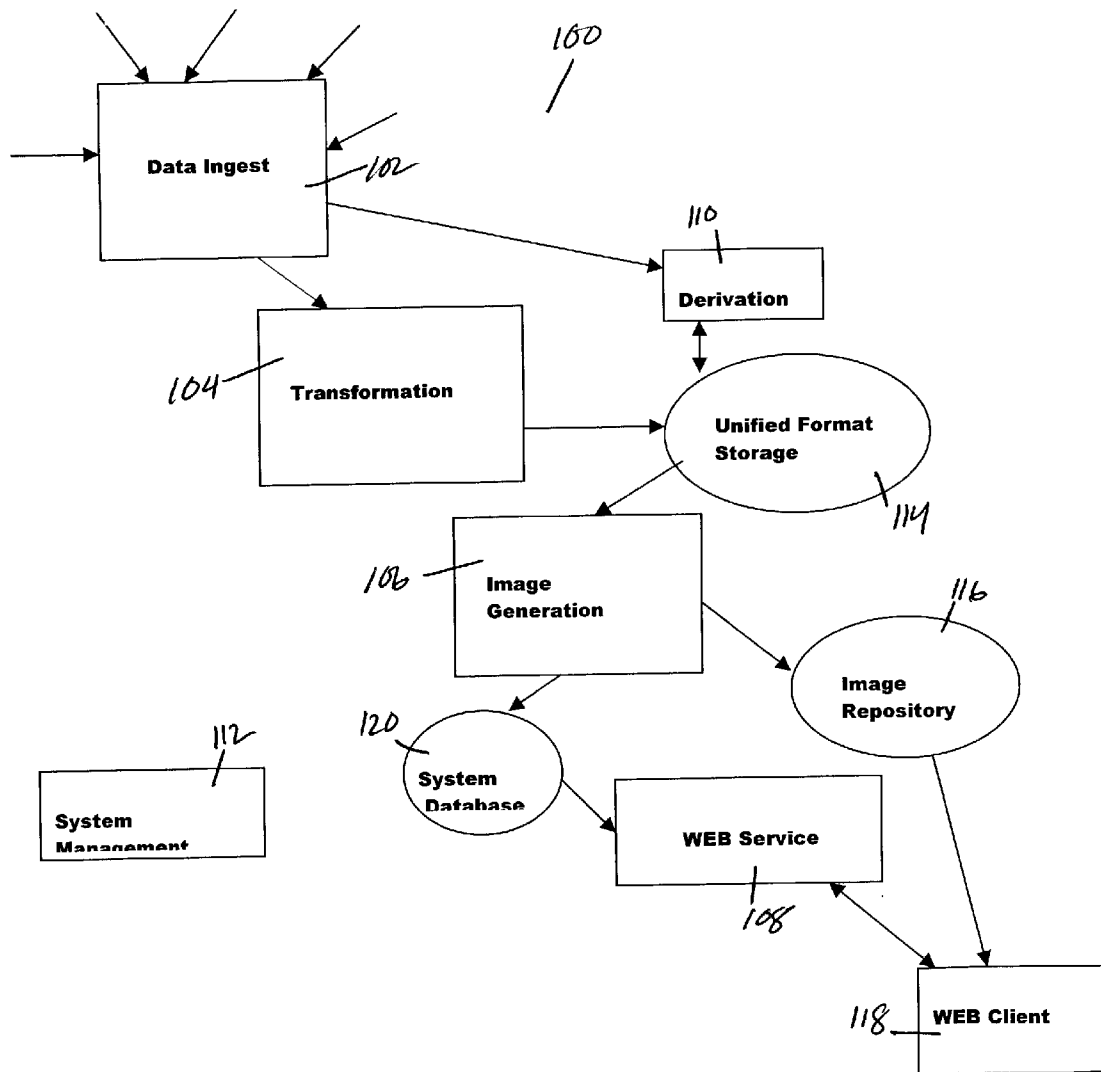 100
Data Ingest
102
110
Derivation
104
Transformation
Unified Format
Storage
114
106
Image
Generation
116
Image
Repository
120
System
Database
112
System
Management
WEB Service
108
118
WEB Client